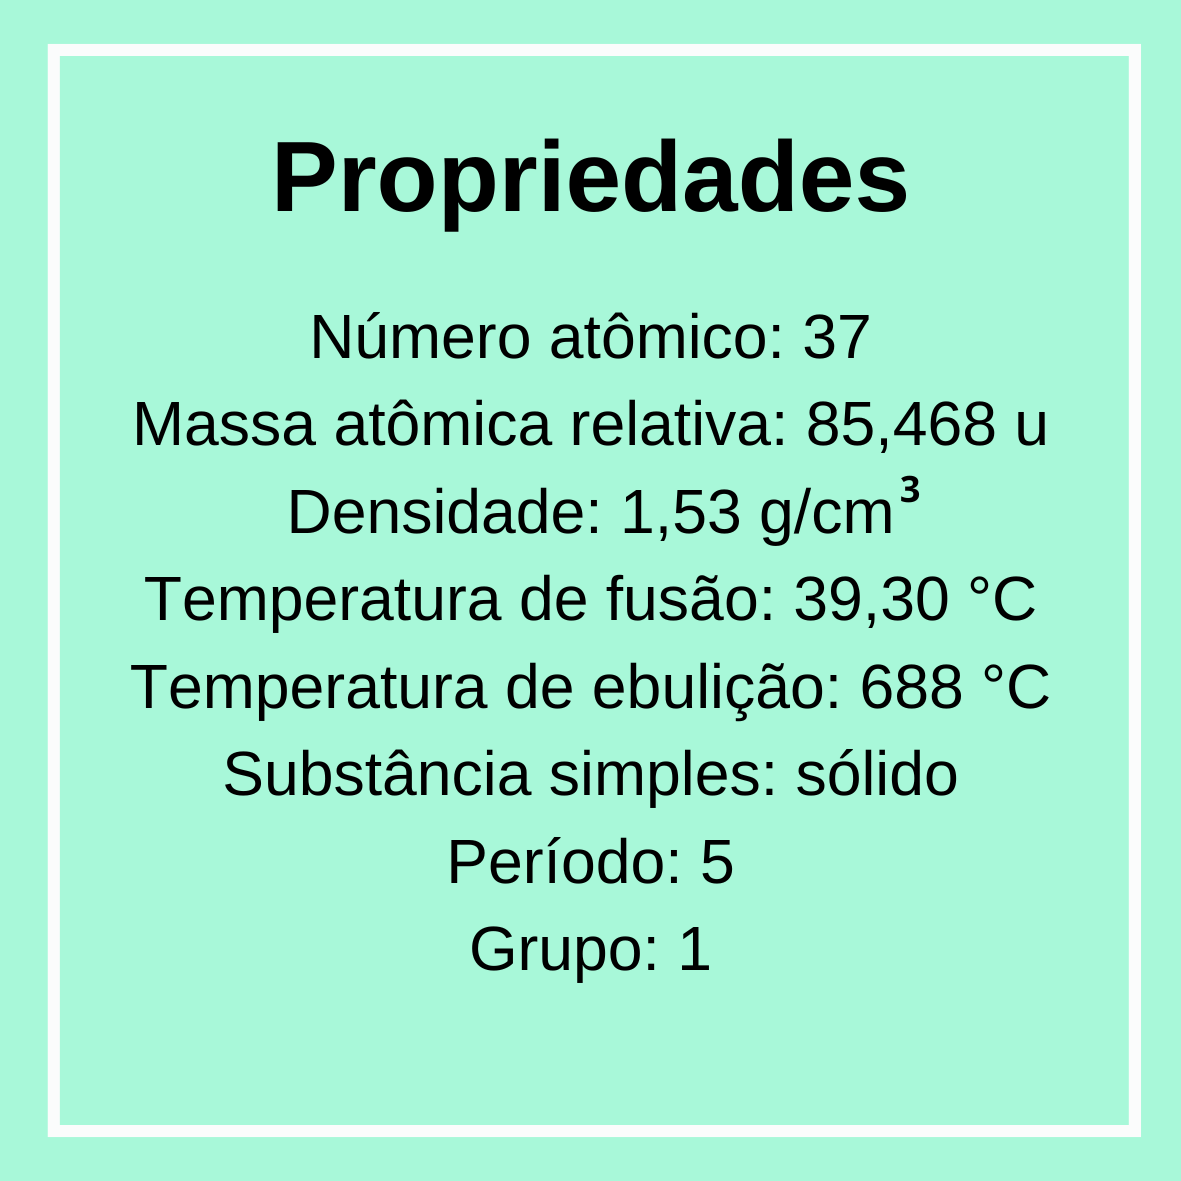 Propriedades
Número atômico: 37
Massa atômica relativa: 85,468 u
Densidade: 1,53 g/cm³
Temperatura de fusão: 39,30 °C
Temperatura de ebulição: 688 °C
Substância simples: sólido
Período: 5
Grupo: 1